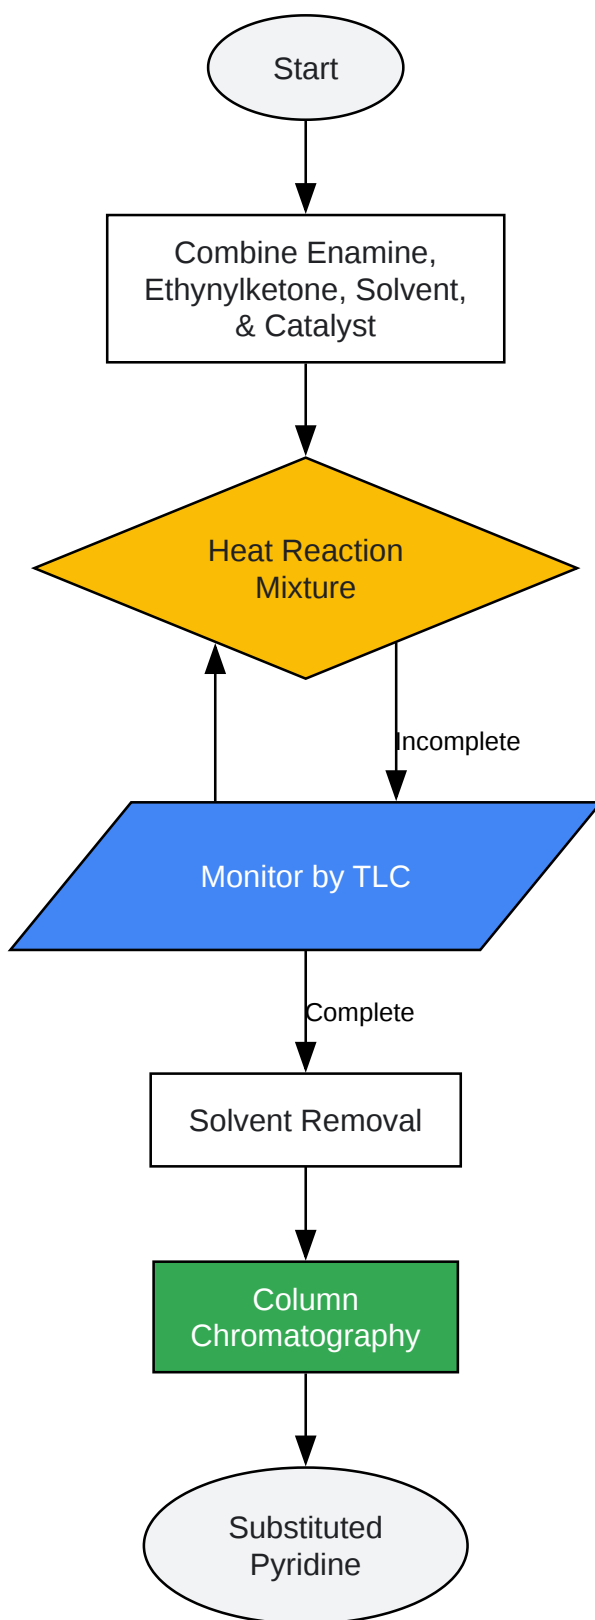 Start
Combine Enamine,
Ethynylketone, Solvent,
& Catalyst
Heat Reaction
Mixture
Incomplete
Monitor by TLC
Complete
Solvent Removal
Column
Chromatography
Substituted
Pyridine